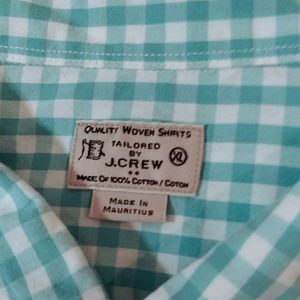 QUALITY WOVEN SHIRTS
TAILORED
BY
J.CREW
XL
MADE OF 100% COTTON / COTON
MADE IN
MAURITIUS